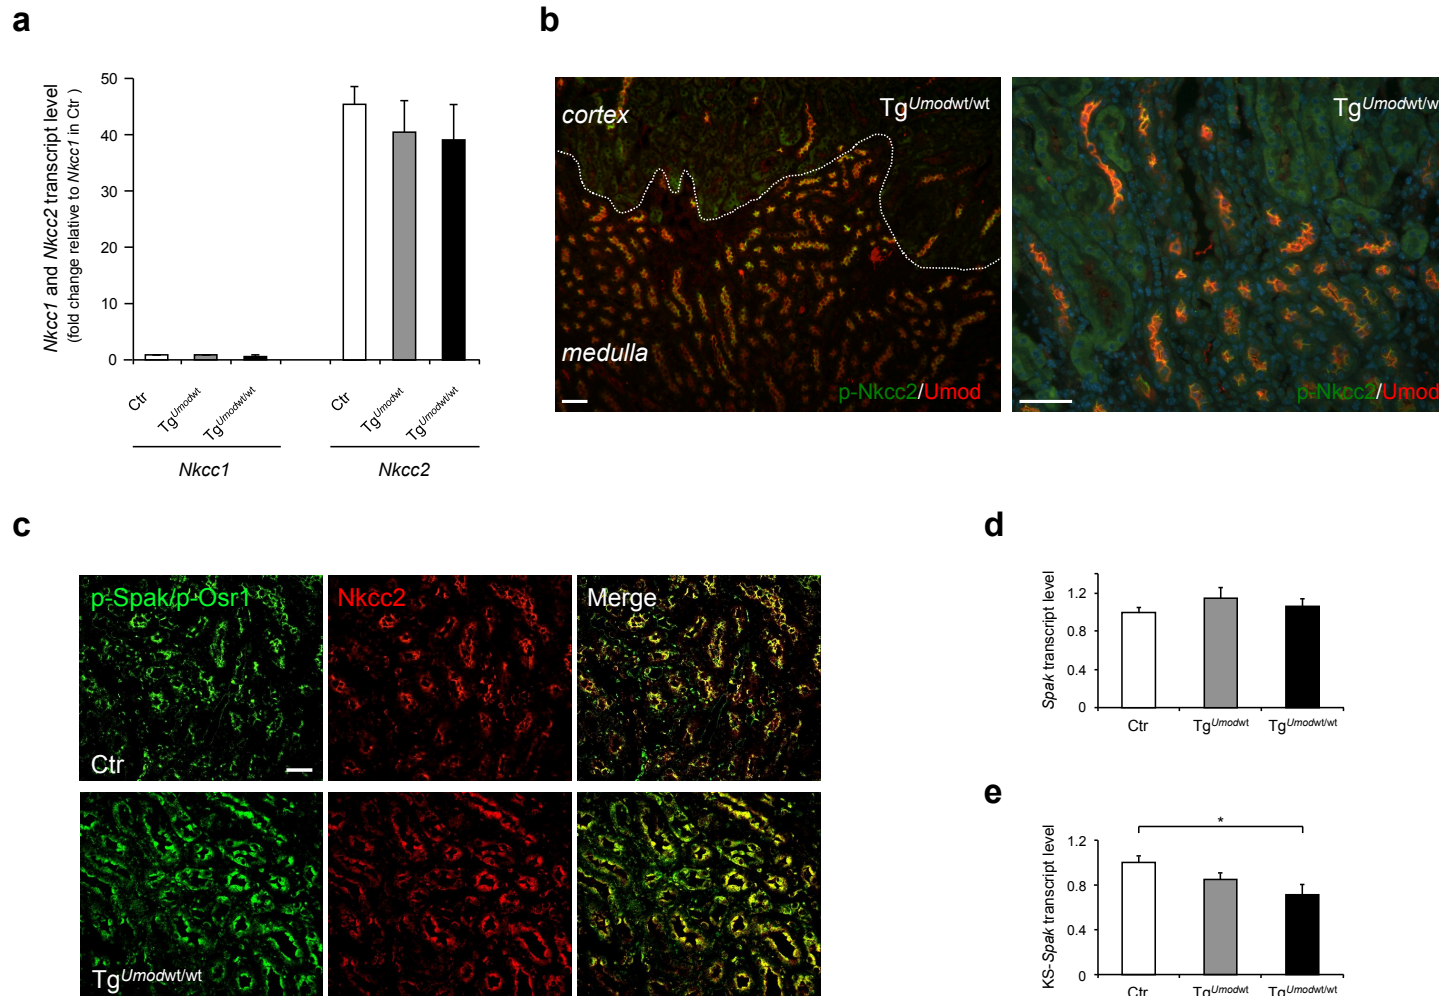 a
Nkcc1 and Nkcc2 transcript level
(fold change relative to Nkcc1 in Ctr )
50
40
30
20
10
0
Ctr
TgUmodwt
TgUmodwt/wt
Ctr
TgUmodwt
TgUmodwt/wt
Nkcc1
Nkcc2
b
cortex
TgUmodwt/wt
medulla
p-Nkcc2/Umod
TgUmodwt/w
p-Nkcc2/Umod
c
p-Spak/p-Osr1
Nkcc2
Merge
Ctr
TgUmodwt/wt
d
Spak transcript level
1.2
0.8
0.4
0
Ctr
TgUmodwt
TgUmodwt/wt
e
KS-Spak transcript level
1.2
0.8
0.4
0
*
Ctr
TgUmodwt
TgUmodwt/wt